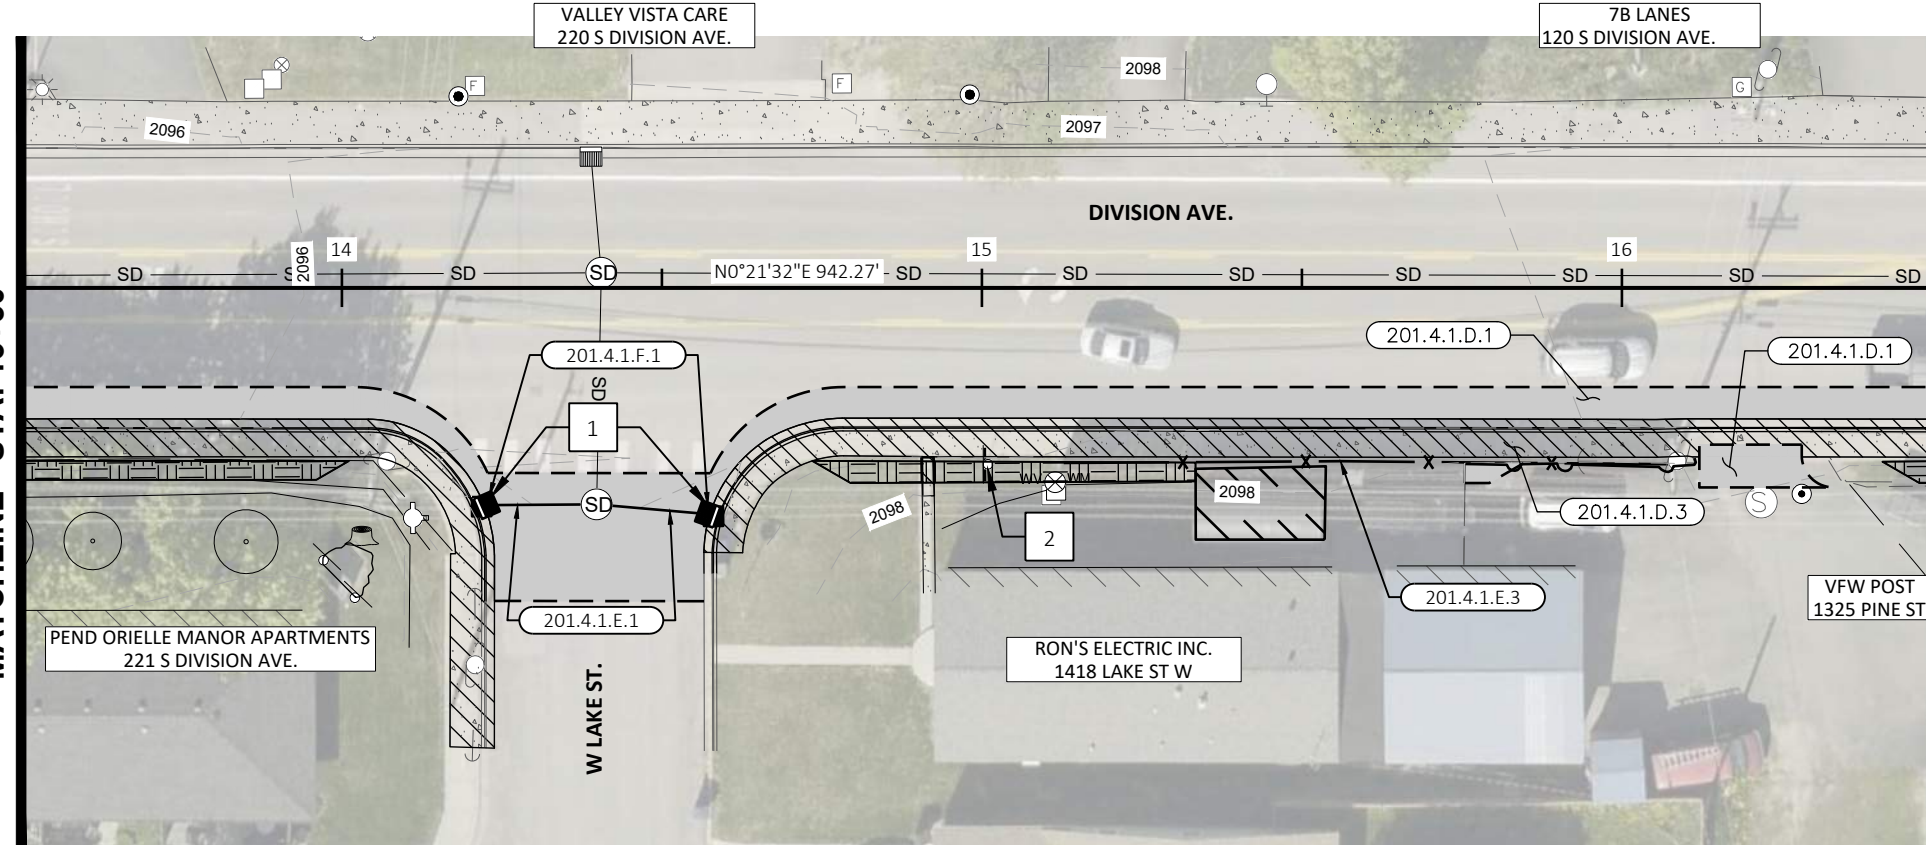 VALLEY VISTA CARE
220 S DIVISION AVE.
7B LANES
120 S DIVISION AVE.
2098
F
F
G
2096
2097
DIVISION AVE.
2096
14
15
16
SD
SD
SD
N0°21'32"E 942.27'
SD
SD
SD
SD
SD
SD
SD
201.4.1.F.1
201.4.1.D.1
201.4.1.D.1
SD
1
2098
2098
SD
S
201.4.1.D.3
2
201.4.1.E.3
201.4.1.E.1
VFW POST
1325 PINE ST
PEND ORIELLE MANOR APARTMENTS
221 S DIVISION AVE.
RON'S ELECTRIC INC.
1418 LAKE ST W
W LAKE ST.